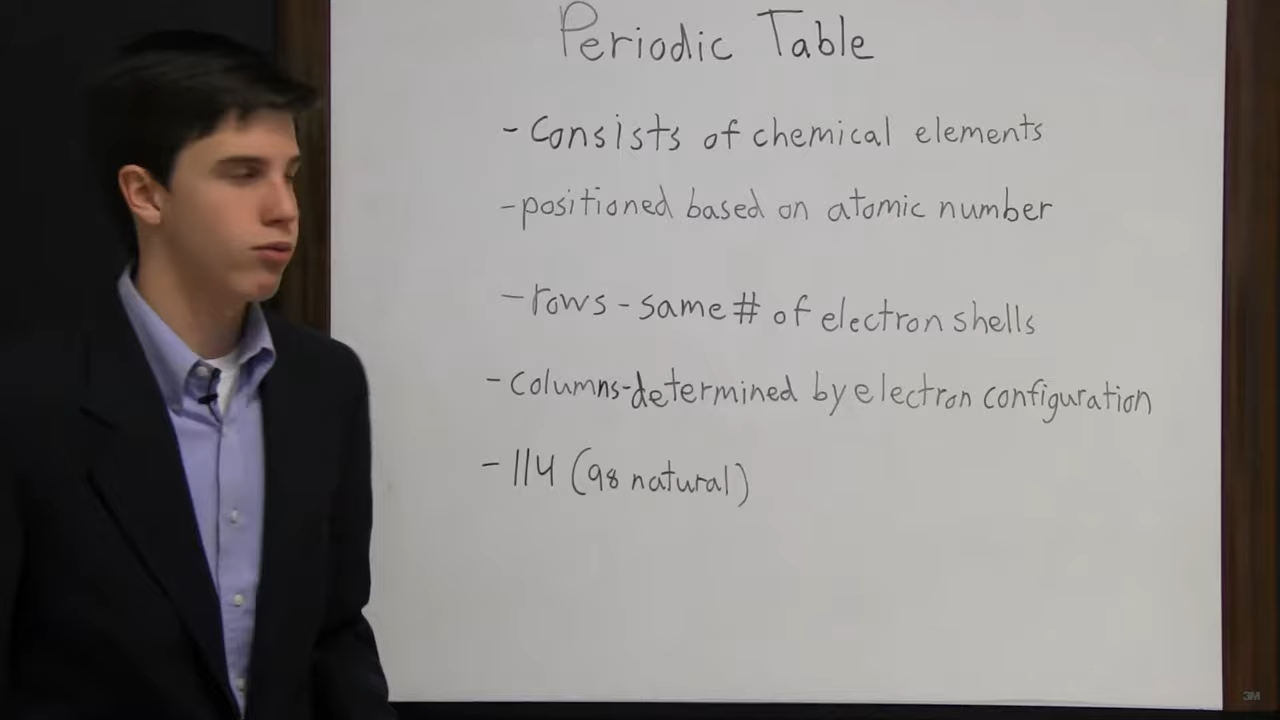 Periodic Table
- Consists of chemical elements
- positioned based on atomic number
- rows - same # of electron shells
- columns - determined by electron configuration
- 114 (98 natural)
3M